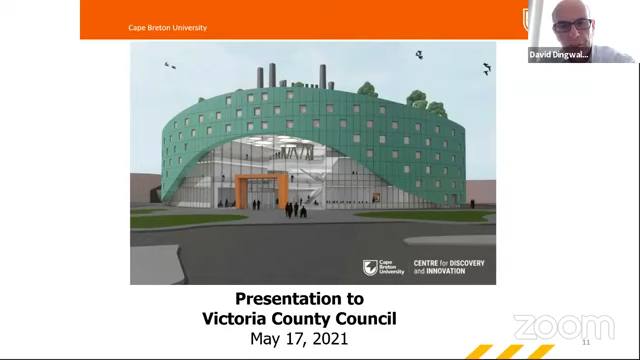 Cape Breton University
David Dingwal...
Cape
Breton
University
CENTRE for DISCOVERY
and INNOVATION
Presentation to
Victoria County Council
May 17, 2021
zoom
11